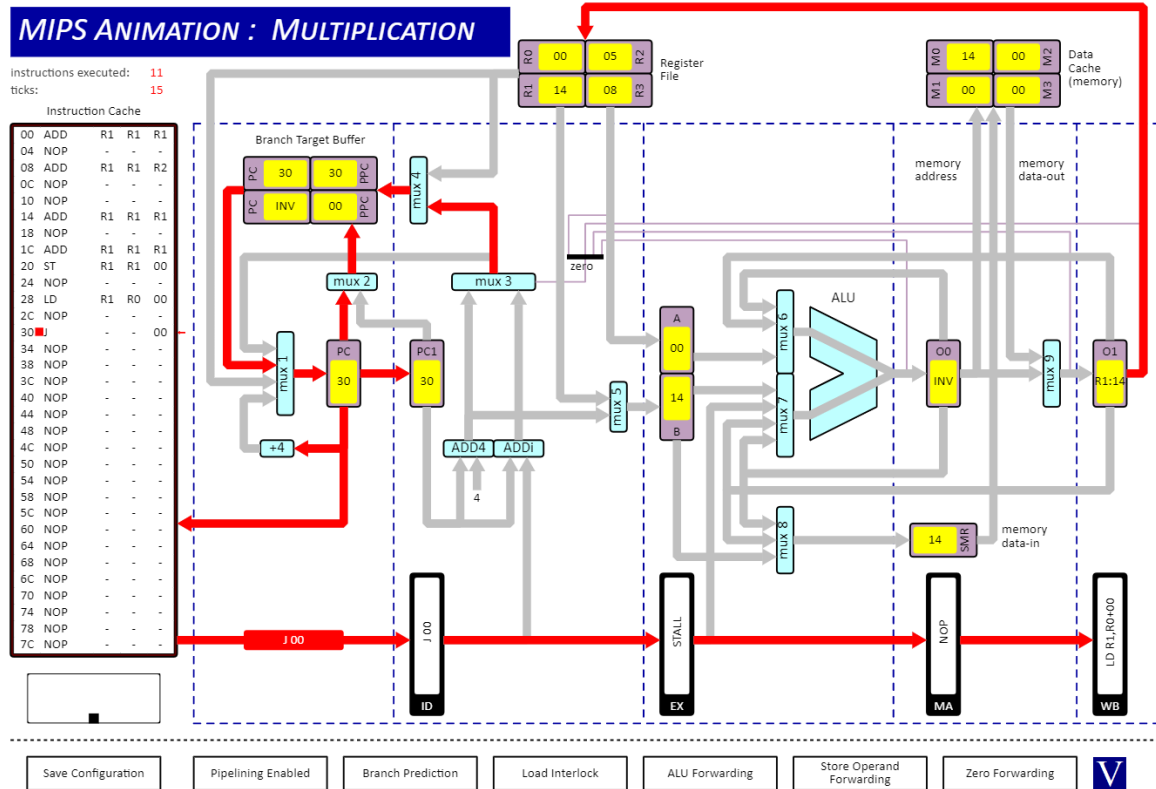 MIPS ANIMATION : MULTIPLICATION
instructions executed: 11
ticks: 15
Instruction Cache
00 ADD R1 R1 R1
04 NOP - - -
08 ADD R1 R1 R2
0C NOP - - -
10 NOP - - -
14 ADD R1 R1 R1
18 NOP - - -
1C ADD R1 R1 R1
20 ST R1 R1 00
24 NOP - - -
28 LD R1 R0 00
2C NOP - - -
30 J - - 00
34 NOP - - -
38 NOP - - -
3C NOP - - -
40 NOP - - -
44 NOP - - -
48 NOP - - -
4C NOP - - -
50 NOP - - -
54 NOP - - -
58 NOP - - -
5C NOP - - -
60 NOP - - -
64 NOP - - -
68 NOP - - -
6C NOP - - -
70 NOP - - -
74 NOP - - -
78 NOP - - -
7C NOP - - -
R0 00 05 R2
R1 14 08 R3
Register
File
M0 14 00 M2
M1 00 00 M3
Data
Cache
(memory)
Branch Target Buffer
PC 30 30 PPC
PC INV 00 PPC
mux 4
memory
address
memory
data-out
zero
mux 2
mux 3
mux 1
PC
30
PC1
30
+4
ADD4
ADDi
4
mux 5
A
00
14
B
mux 6
mux 7
ALU
mux 8
O0
INV
mux 9
O1
R1:14
14 SMR
memory
data-in
J 00
J 00
ID
STALL
EX
NOP
MA
LD R1,R0+00
WB
Save Configuration
Pipelining Enabled
Branch Prediction
Load Interlock
ALU Forwarding
Store Operand
Forwarding
Zero Forwarding
V